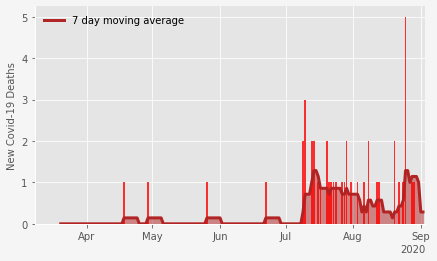 7 day moving average
New Covid-19 Deaths
5
4
3
2
1
0
Apr
May
Jun
Jul
Aug
Sep
2020